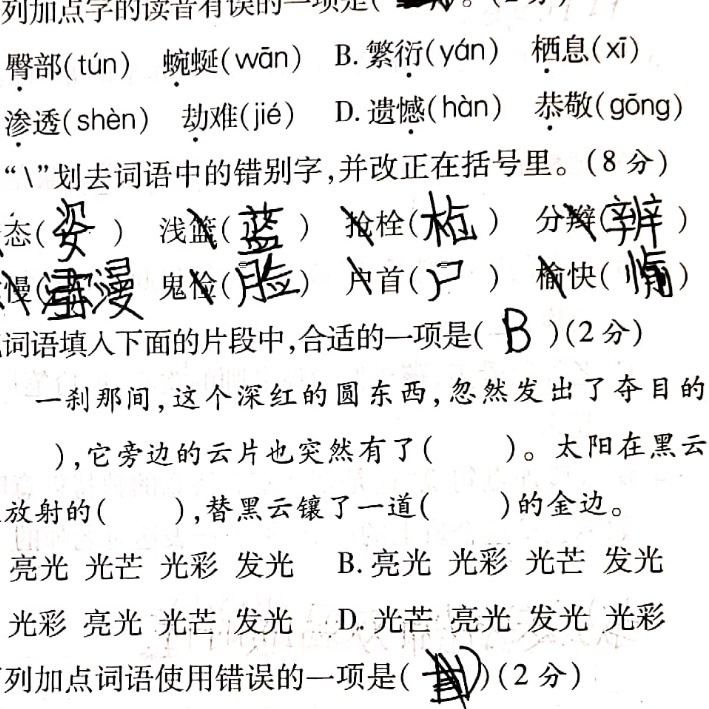 列加点字的读音有误的一项是(
臀部(tún) 蜿蜒(wān) B. 繁衍(yán) 栖息(xī)
渗透(shèn) 劫难(jié) D. 遗憾(hàn) 恭敬(gōng)
“\”划去词语中的错别字,并改正在括号里。(8分)
态(姿) 浅篮(蓝) 抢栓(枪) 分辩(辨)
慢(漫) 鬼俭(脸) 户首(尸) 榆快(愉)
词语填入下面的片段中,合适的一项是( B )(2分)
一刹那间,这个深红的圆东西,忽然发出了夺目的
),它旁边的云片也突然有了( )。太阳在黑云
放射的( ),替黑云镶了一道( )的金边。
亮光 光芒 光彩 发光 B. 亮光 光彩 光芒 发光
光彩 亮光 光芒 发光 D. 光芒 亮光 发光 光彩
列加点词语使用错误的一项是( )(2分)